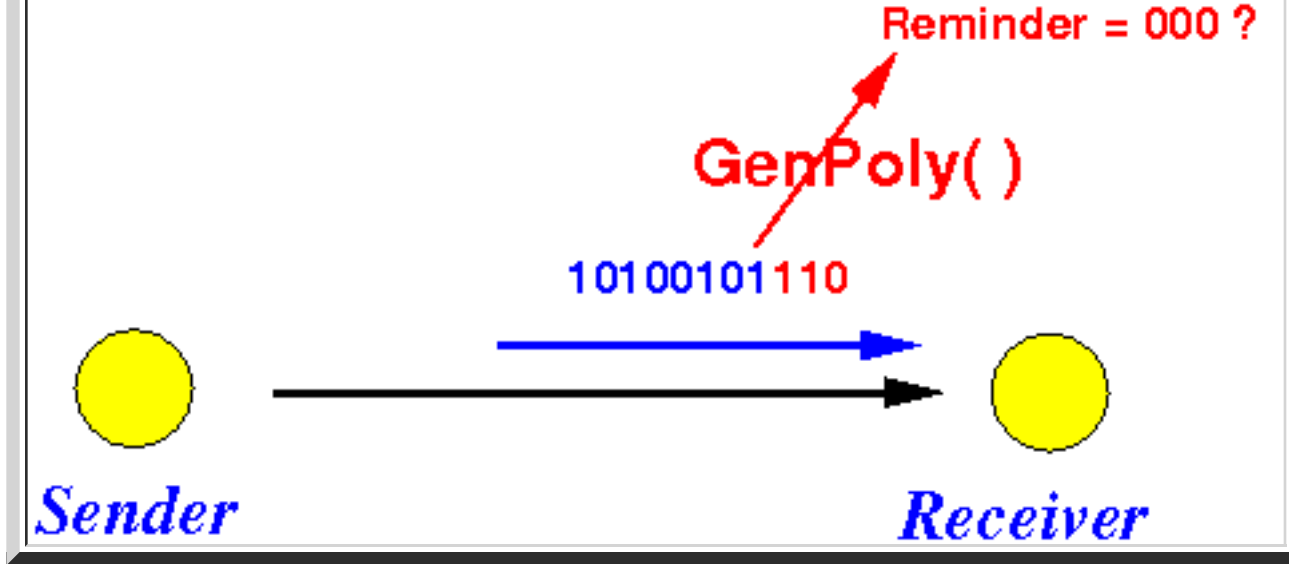 Reminder = 000 ?
GenPoly( )
10100101110
Sender
Receiver